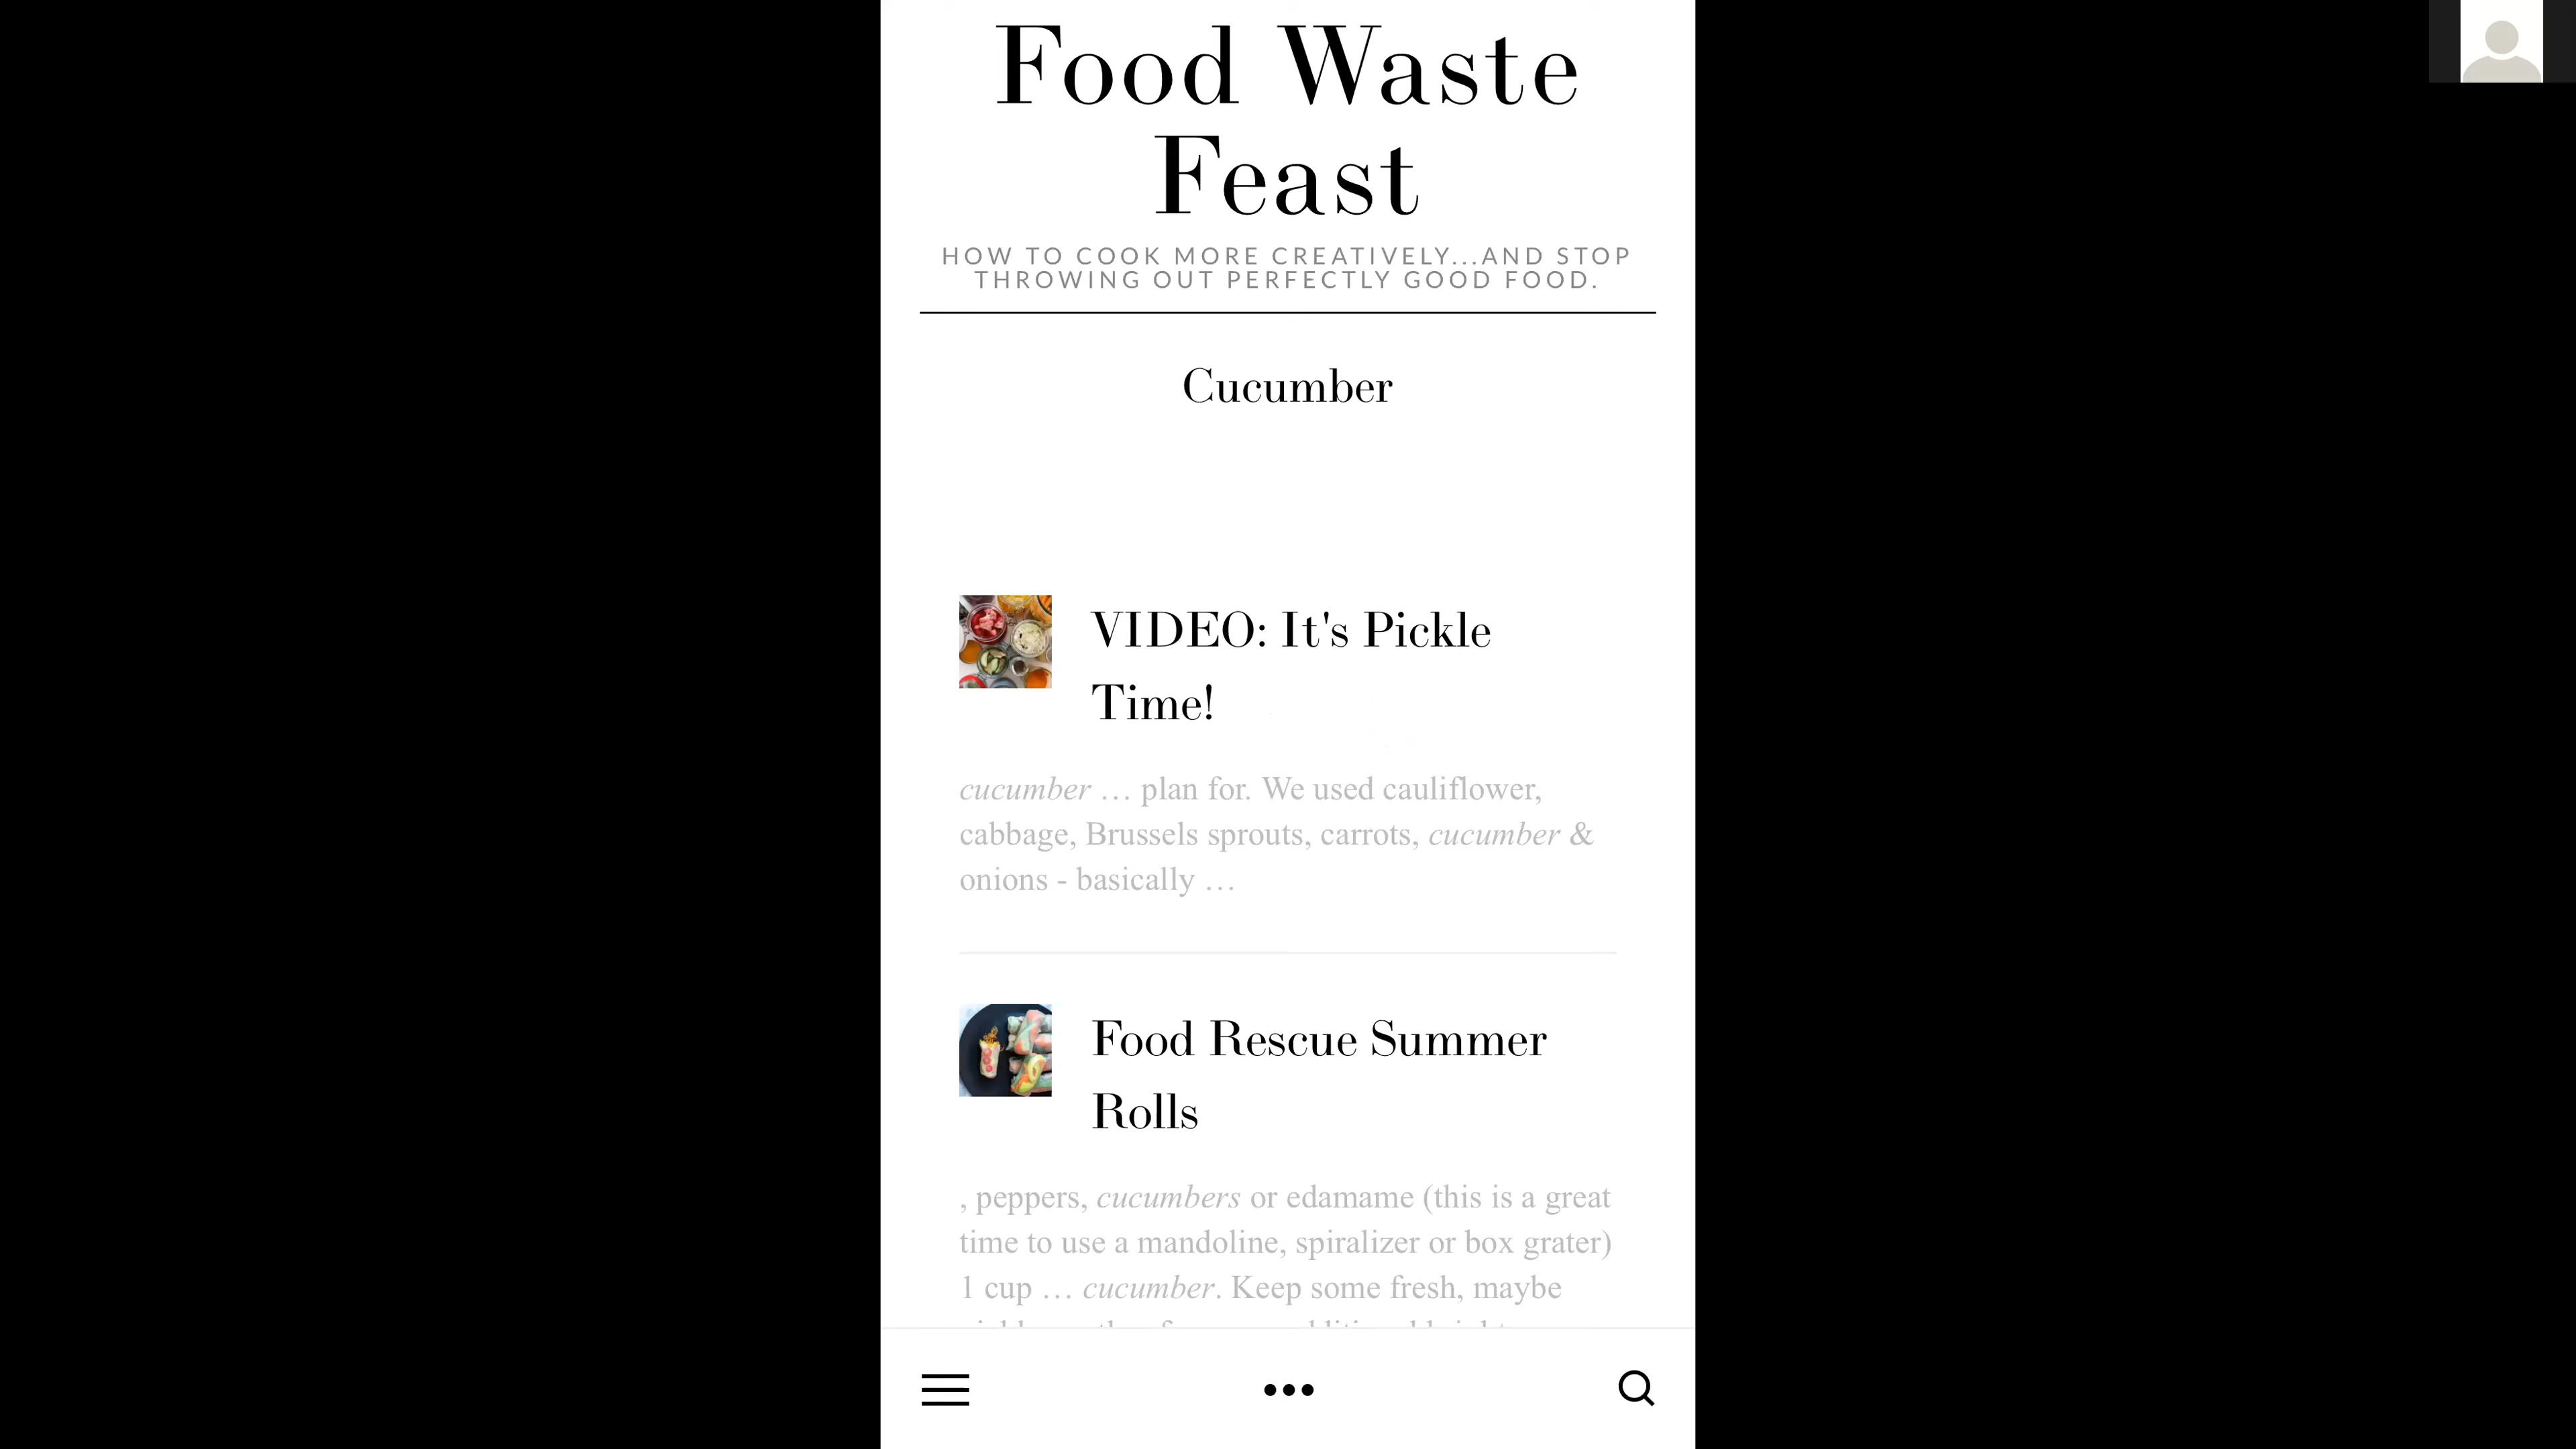 Food Waste
Feast
HOW TO COOK MORE CREATIVELY...AND STOP
THROWING OUT PERFECTLY GOOD FOOD.
Cucumber
VIDEO: It's Pickle
Time!
cucumber … plan for. We used cauliflower,
cabbage, Brussels sprouts, carrots, cucumber &
onions - basically …
Food Rescue Summer
Rolls
, peppers, cucumbers or edamame (this is a great
time to use a mandoline, spiralizer or box grater)
1 cup … cucumber. Keep some fresh, maybe